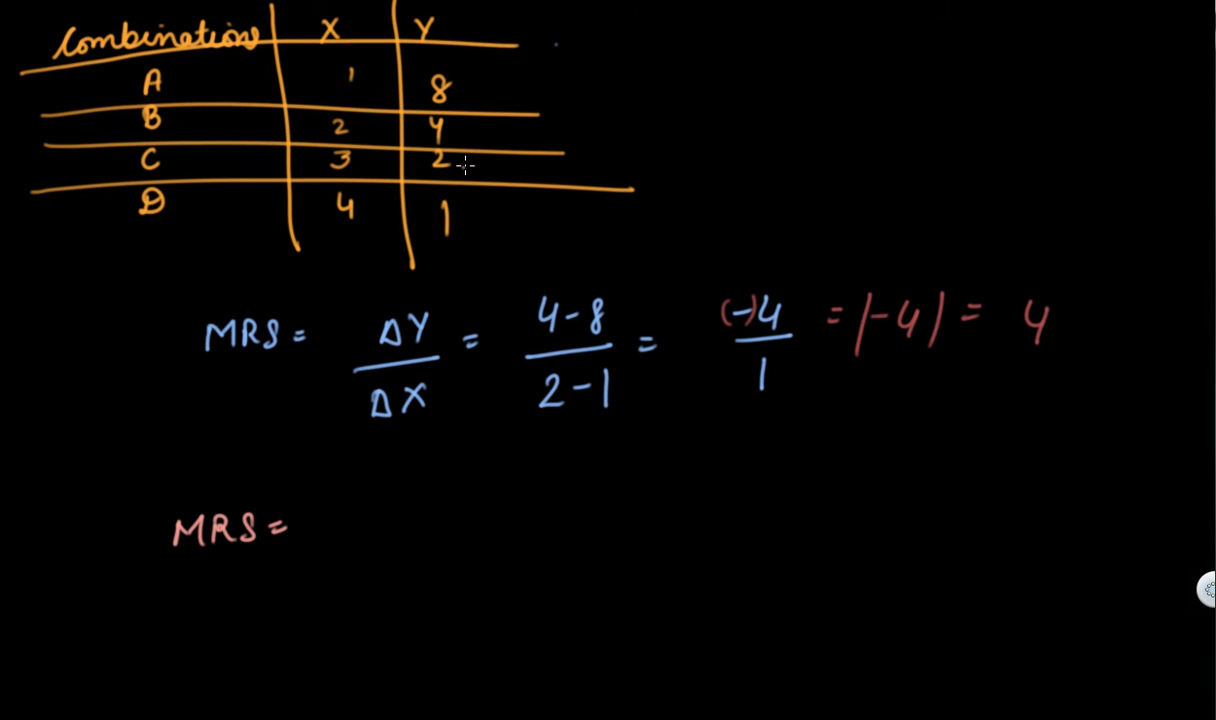 Combinations X Y
A 1 8
B 2 4
C 3 2
D 4 1
MRS = ΔY/ΔX = 4-8/2-1 = (-)4/1 = |-4| = 4
MRS =